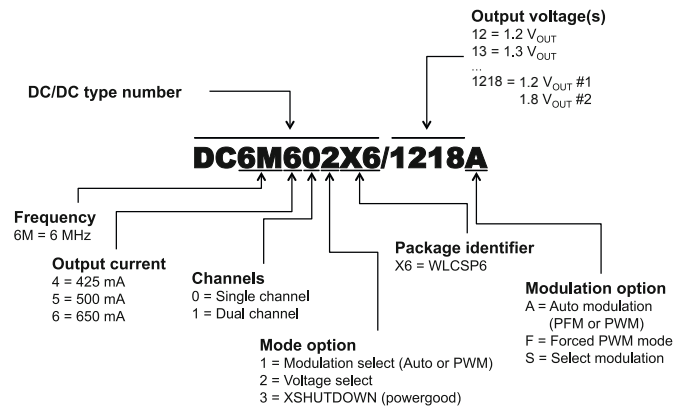 Output voltage(s)
12 = 1.2 VOUT
13 = 1.3 VOUT
...
1218 = 1.2 VOUT #1
1.8 VOUT #2
DC/DC type number
DC6M602X6/1218A
Frequency
6M = 6 MHz
Output current
4 = 425 mA
5 = 500 mA
6 = 650 mA
Channels
0 = Single channel
1 = Dual channel
Mode option
1 = Modulation select (Auto or PWM)
2 = Voltage select
3 = XSHUTDOWN (powergood)
Package identifier
X6 = WLCSP6
Modulation option
A = Auto modulation
(PFM or PWM)
F = Forced PWM mode
S = Select modulation